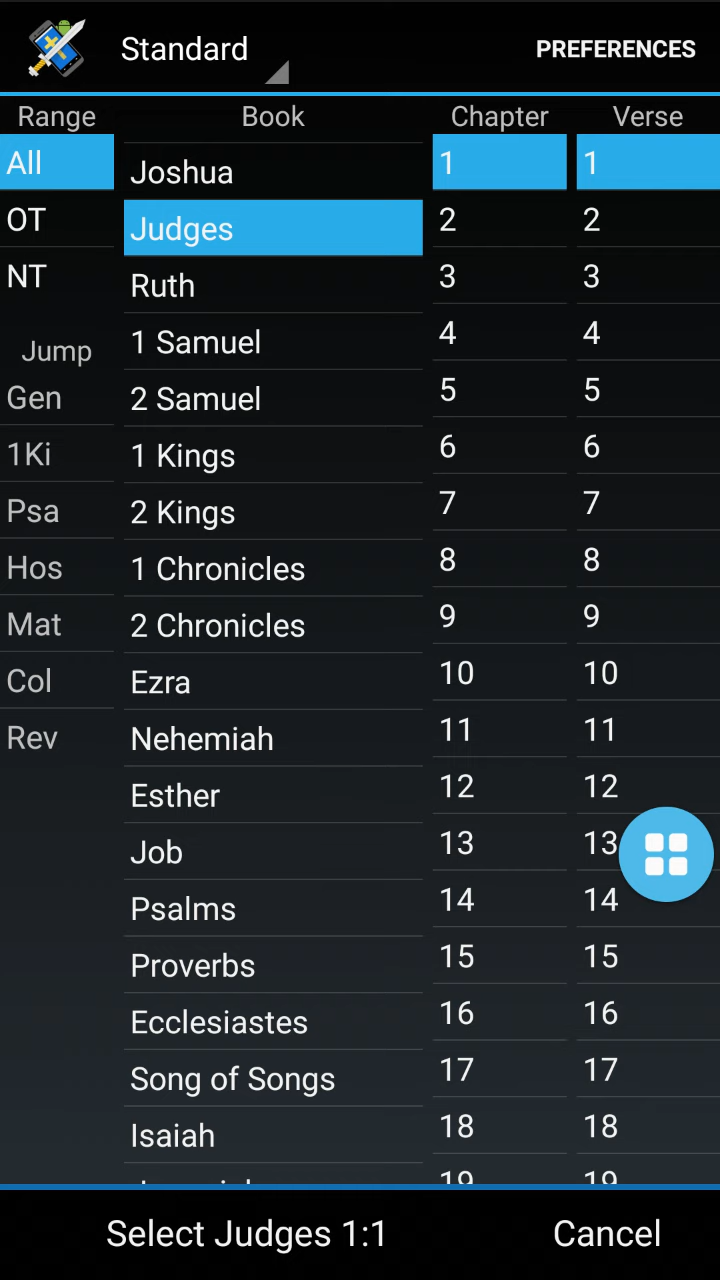 Standard
PREFERENCES
Range Book Chapter Verse
All
OT
NT
Jump
Gen
1Ki
Psa
Hos
Mat
Col
Rev
Joshua
Judges
Ruth
1 Samuel
2 Samuel
1 Kings
2 Kings
1 Chronicles
2 Chronicles
Ezra
Nehemiah
Esther
Job
Psalms
Proverbs
Ecclesiastes
Song of Songs
Isaiah
1
2
3
4
5
6
7
8
9
10
11
12
13
14
15
16
17
18
19
1
2
3
4
5
6
7
8
9
10
11
12
13
14
15
16
17
18
19
Select Judges 1:1
Cancel